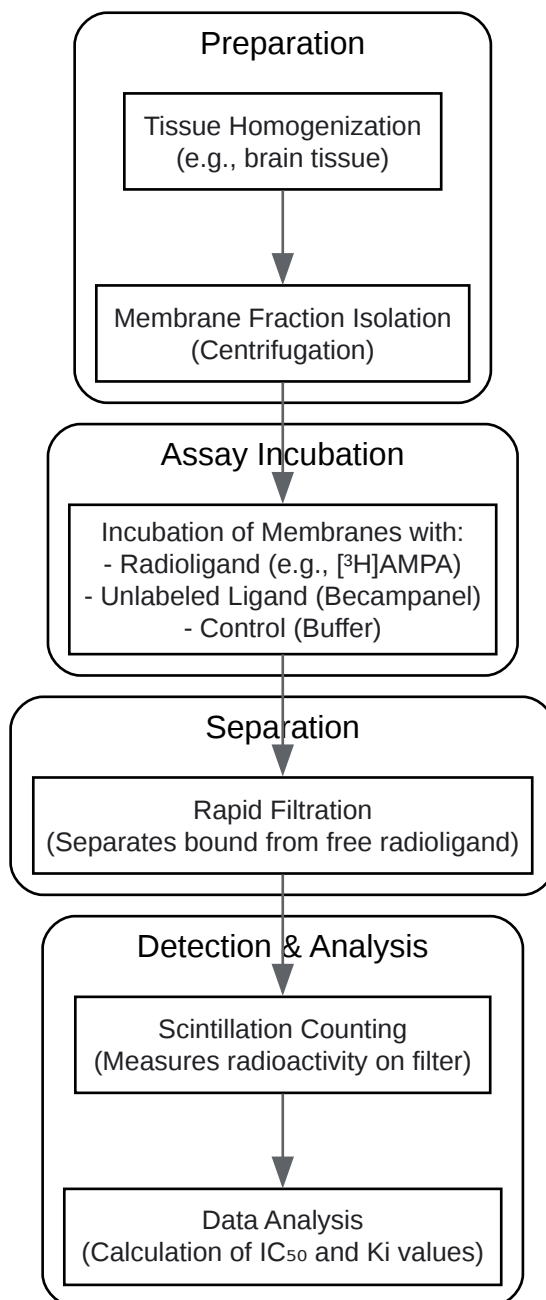 Preparation
Tissue Homogenization
(e.g., brain tissue)
Membrane Fraction Isolation
(Centrifugation)
Assay Incubation
Incubation of Membranes with:
- Radioligand (e.g., [³H]AMPA)
- Unlabeled Ligand (Becampanel)
- Control (Buffer)
Separation
Rapid Filtration
(Separates bound from free radioligand)
Detection & Analysis
Scintillation Counting
(Measures radioactivity on filter)
Data Analysis
(Calculation of IC₅₀ and Ki values)